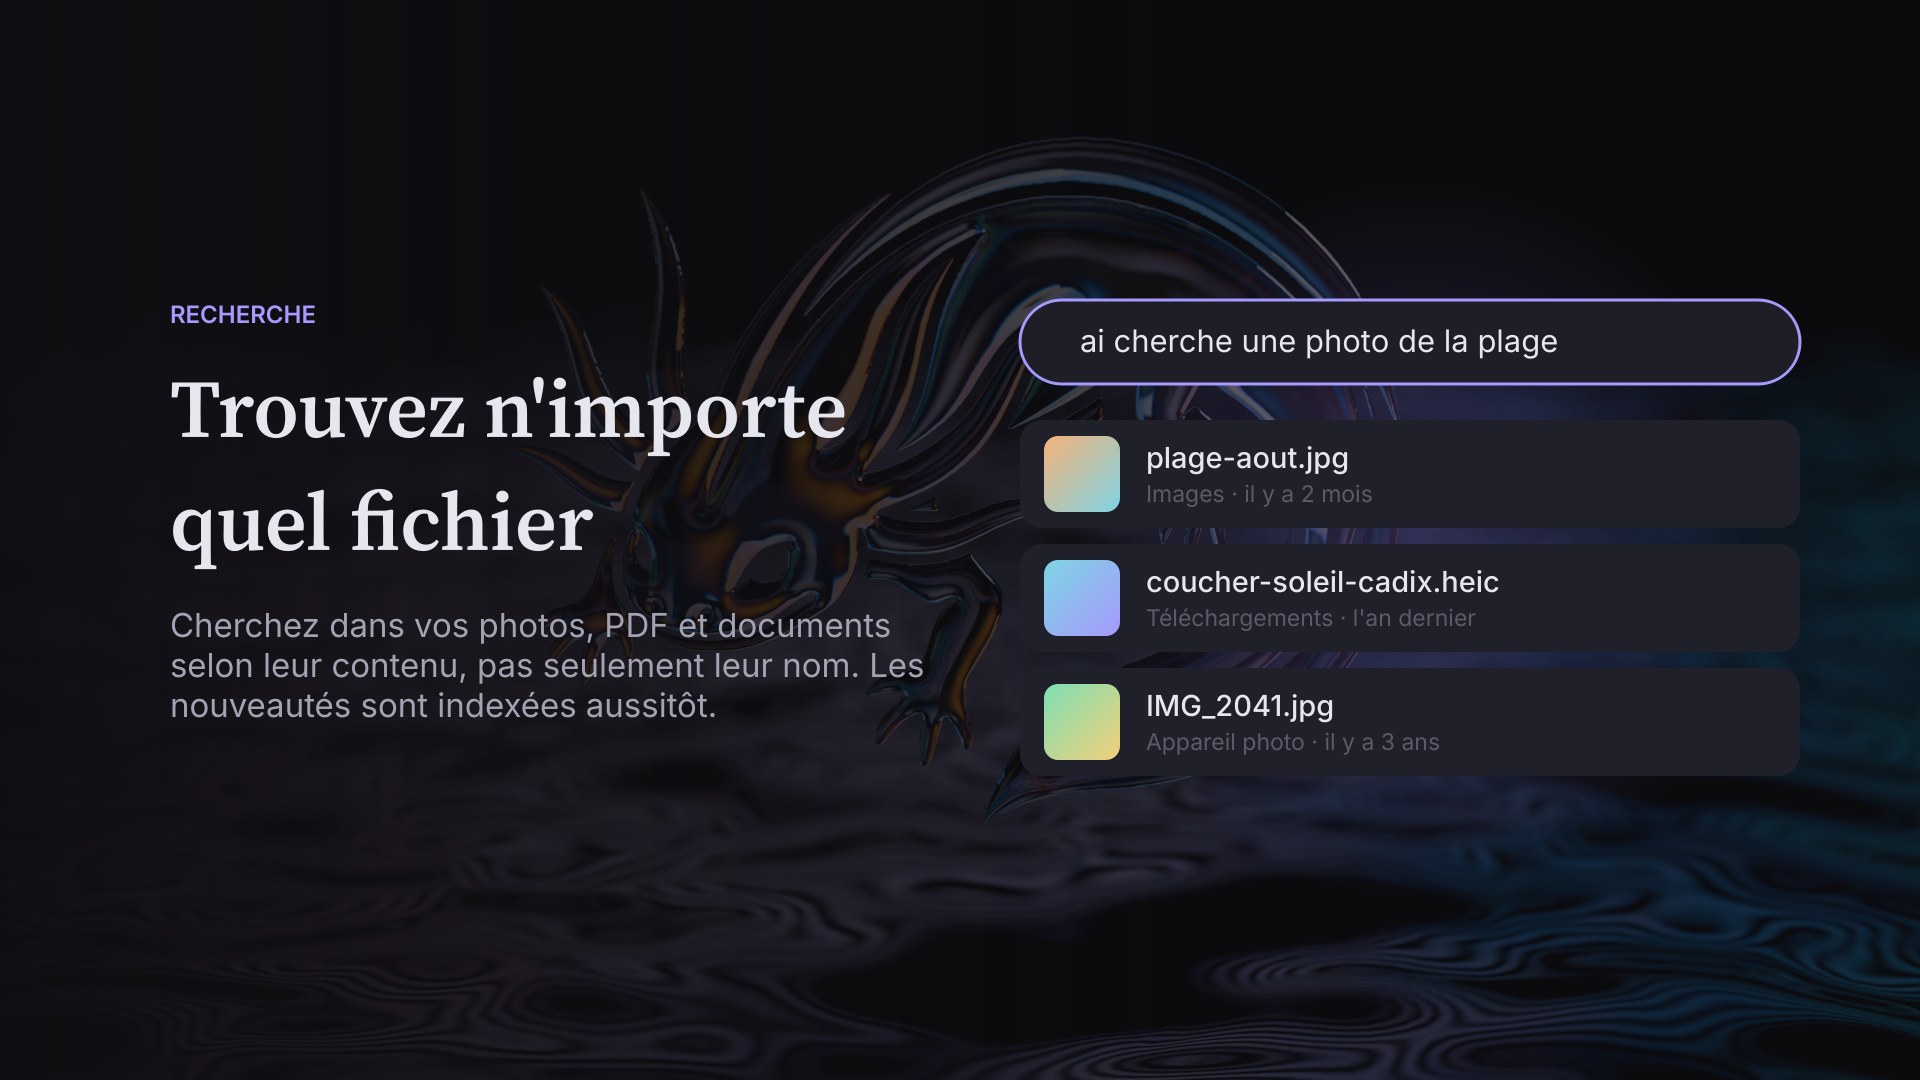 RECHERCHE
Trouvez n'importe
quel fichier
Cherchez dans vos photos, PDF et documents
selon leur contenu, pas seulement leur nom. Les
nouveautés sont indexées aussitôt.
ai cherche une photo de la plage
plage-aout.jpg
Images · il y a 2 mois
coucher-soleil-cadix.heic
Téléchargements · l'an dernier
IMG_2041.jpg
Appareil photo · il y a 3 ans